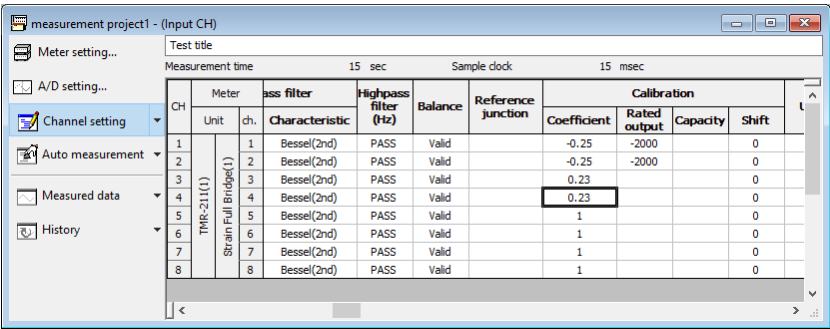 measurement project1 - (Input CH)
Meter setting...
A/D setting...
Channel setting
Auto measurement
Measured data
History
Test title
Measurement time 15 sec Sample clock 15 msec
CH Meter ass filter Highpass filter (Hz) Balance Reference junction Calibration
Unit ch. Characteristic Coefficient Rated output Capacity Shift
TMR-211(1)
Strain Full Bridge(1)
1 1 Bessel(2nd) PASS Valid -0.25 -2000 0
2 2 Bessel(2nd) PASS Valid -0.25 -2000 0
3 3 Bessel(2nd) PASS Valid 0.23 0
4 4 Bessel(2nd) PASS Valid 0.23 0
5 5 Bessel(2nd) PASS Valid 1 0
6 6 Bessel(2nd) PASS Valid 1 0
7 7 Bessel(2nd) PASS Valid 1 0
8 8 Bessel(2nd) PASS Valid 1 0